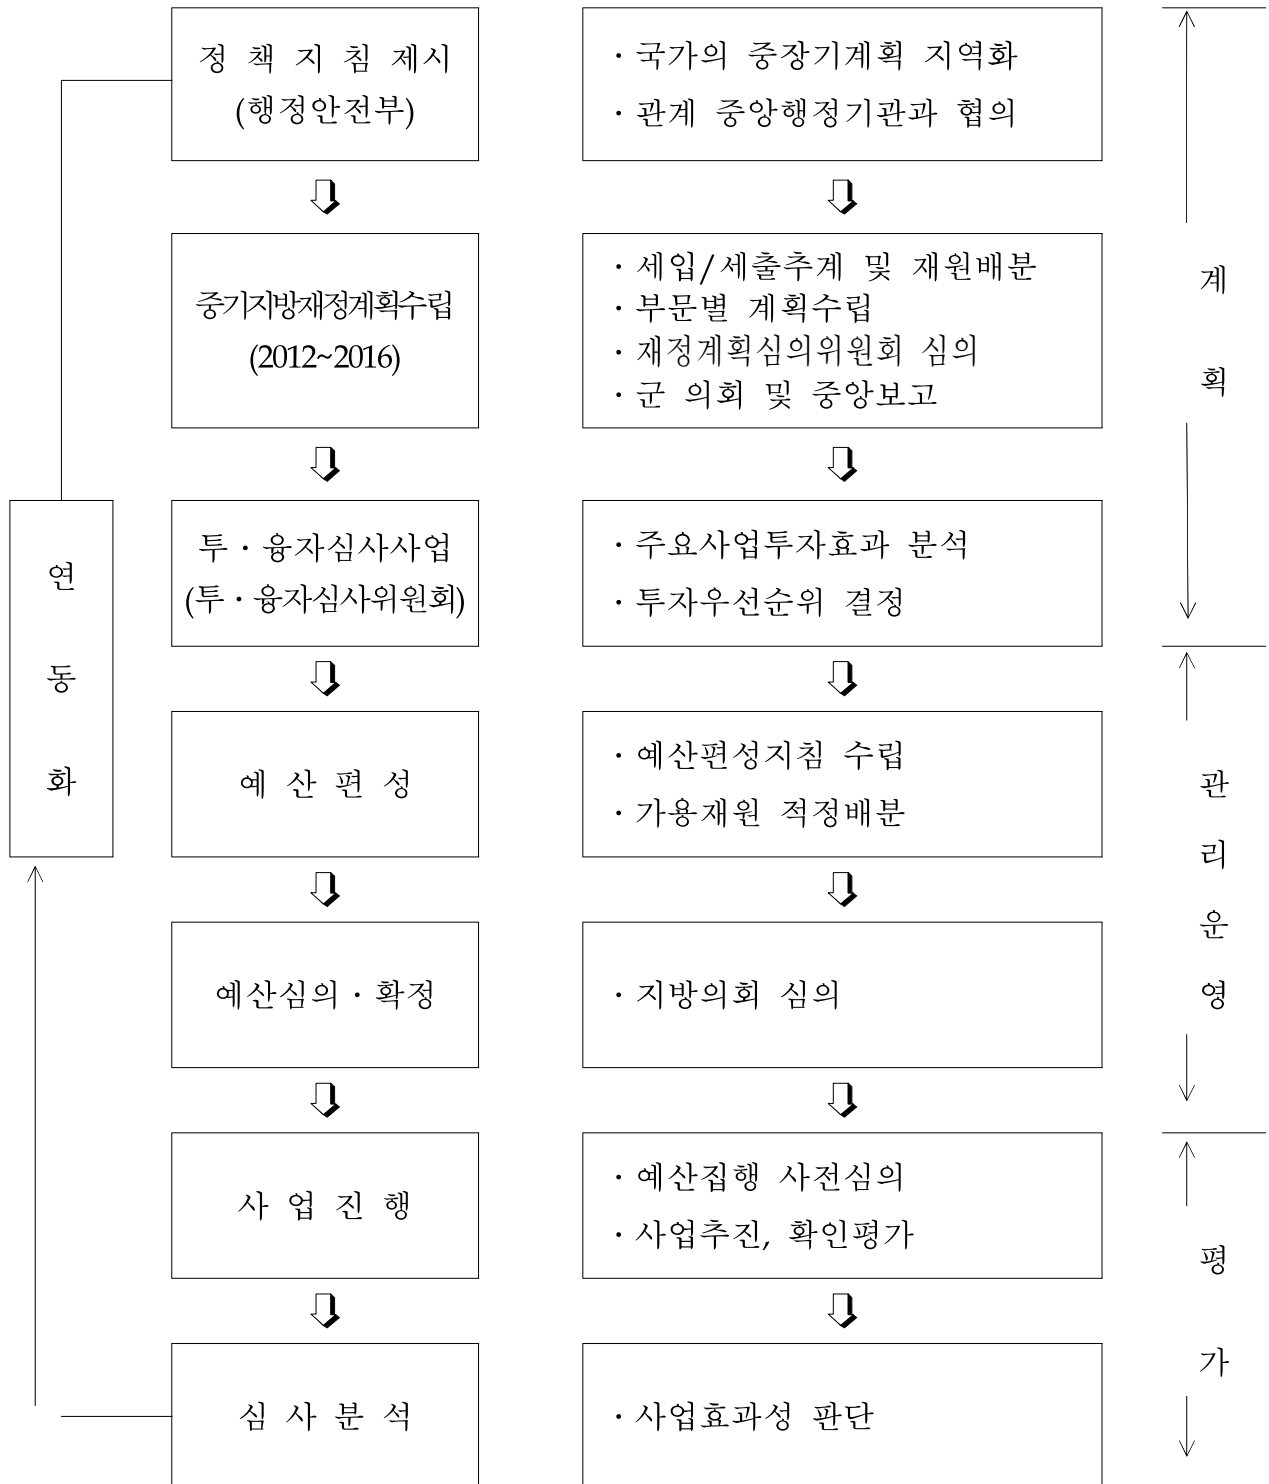 정 책 지 침 제시
(행정안전부)
· 국가의 중장기계획 지역화
· 관계 중앙행정기관과 협의
중기지방재정계획수립
(2012~2016)
· 세입/세출추계 및 재원배분
· 부문별 계획수립
· 재정계획심의위원회 심의
· 군 의회 및 중앙보고
투 · 융자심사사업
(투 · 융자심사위원회)
· 주요사업투자효과 분석
· 투자우선순위 결정
예 산 편 성
· 예산편성지침 수립
· 가용재원 적정배분
예산심의 · 확정
· 지방의회 심의
사 업 진 행
· 예산집행 사전심의
· 사업추진, 확인평가
심 사 분 석
· 사업효과성 판단
연
동
화
계
획
관
리
운
영
평
가